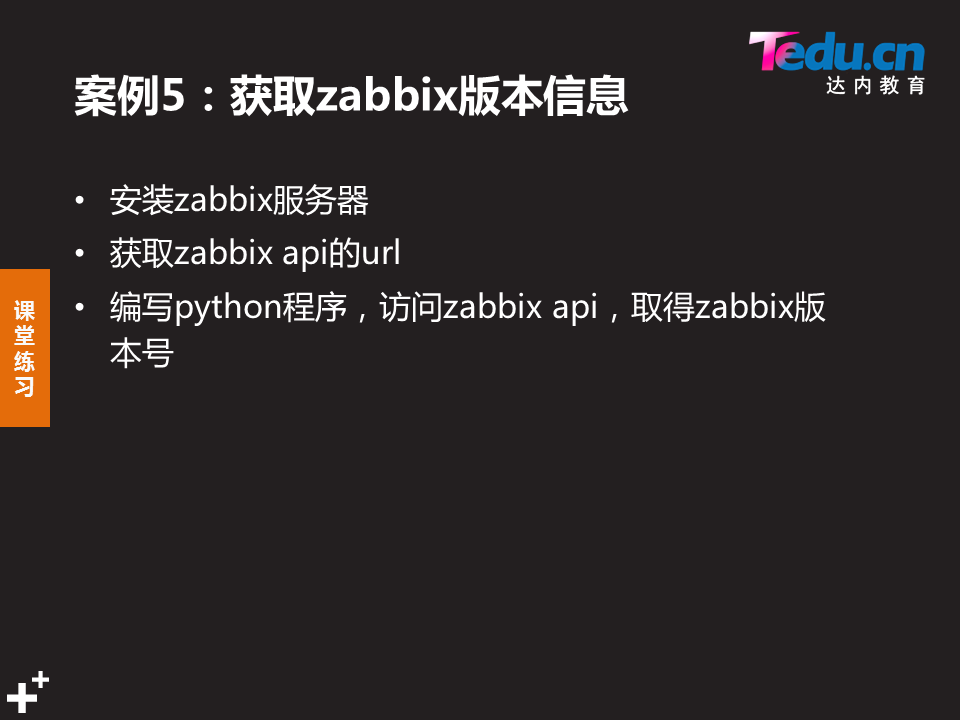 Tedu.cn
达内教育
案例5：获取zabbix版本信息
• 安装zabbix服务器
• 获取zabbix api的url
• 编写python程序，访问zabbix api，取得zabbix版
本号
课
堂
练
习